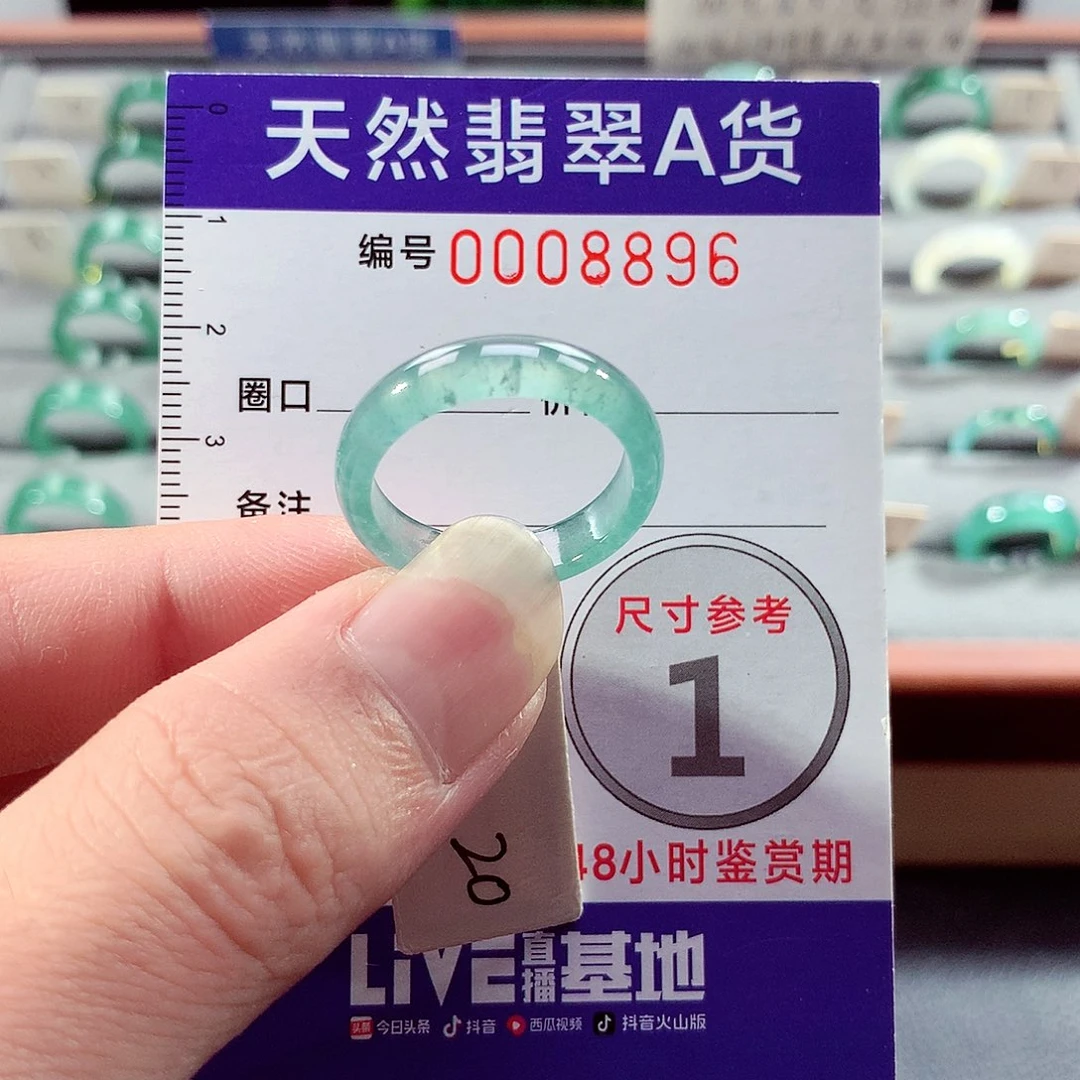 天然翡翠A货
0
1
2
3
编号 0008896
圈口
备注
尺寸参考
1
20
48小时鉴赏期
LIVE直播基地
头条 今日头条 抖音 西瓜视频 抖音火山版